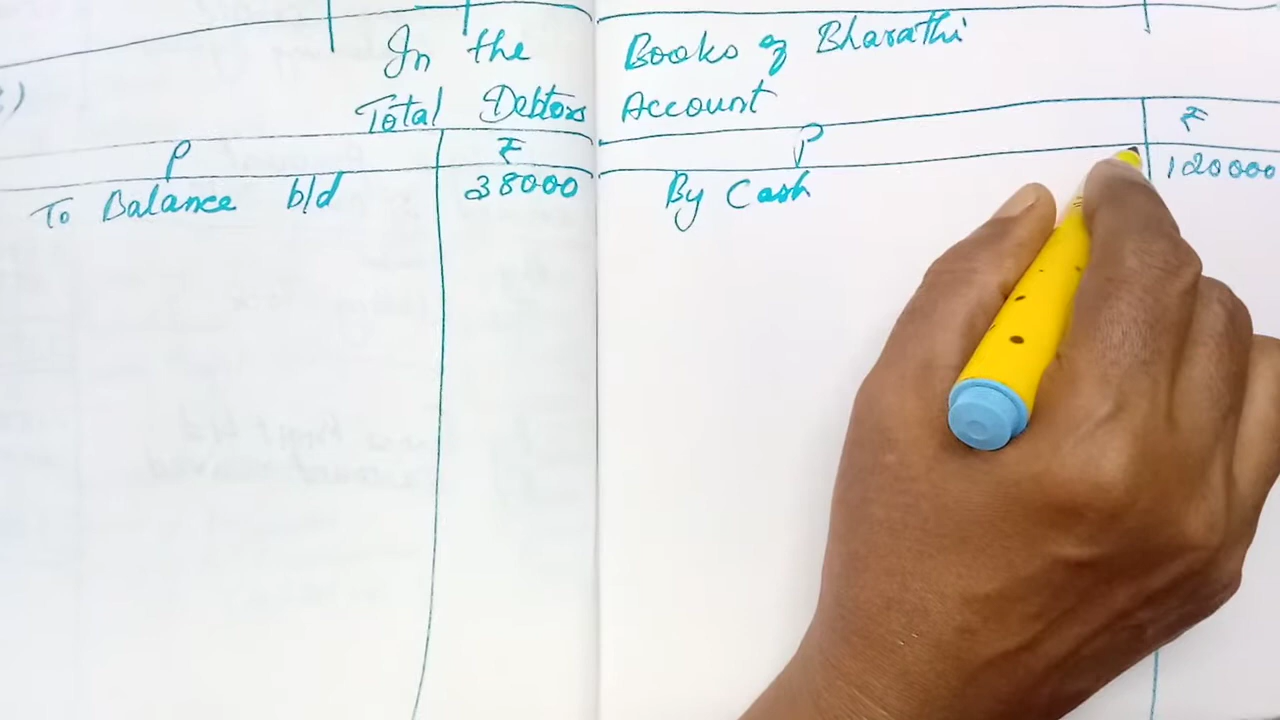 In the Books of Bharathi
Total Debtors Account
P ₹ P ₹
To Balance b/d 38000 By Cash 120000